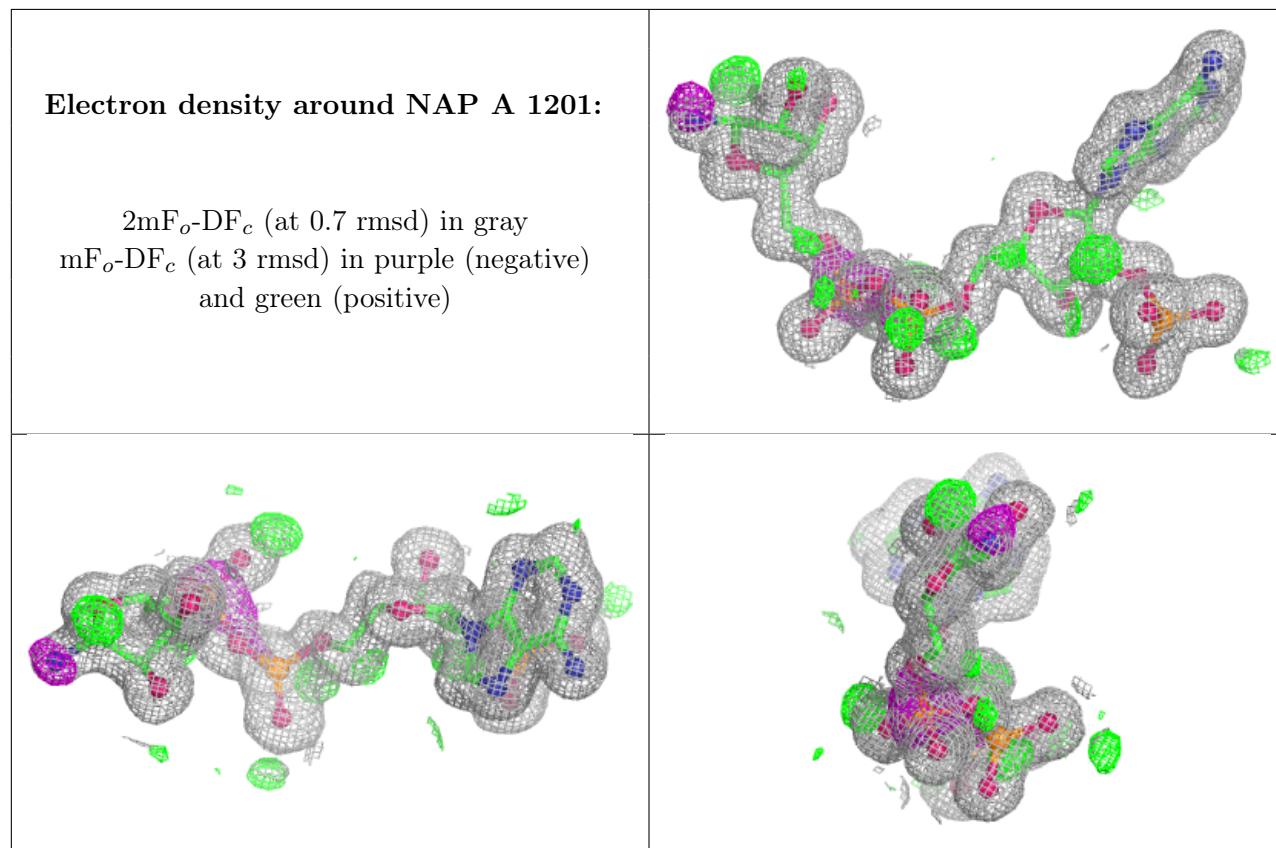 Electron density around NAP A 1201:
2mFo-DFc (at 0.7 rmsd) in gray
mFo-DFc (at 3 rmsd) in purple (negative)
and green (positive)